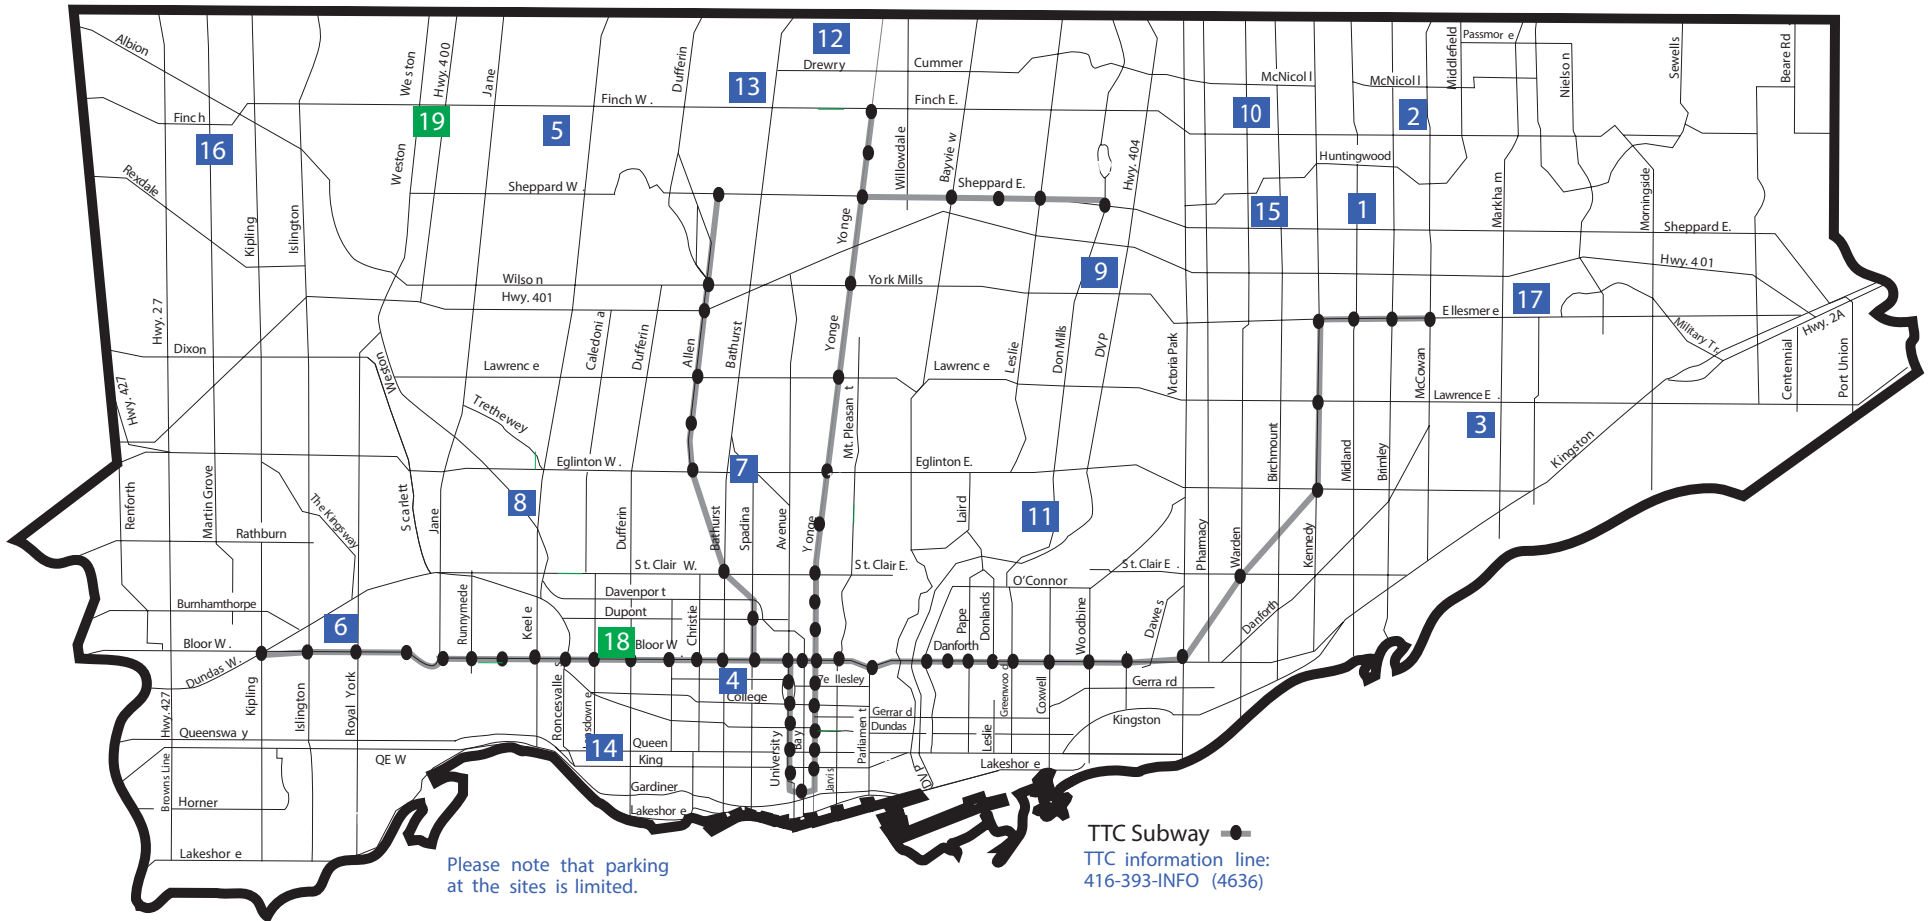 Albion
Weston
Hwy. 400
Jane
Dufferin
12
Drewry
Cummer
McNicoll
McNicoll
Middlefield
Passmore
Nielson
Sewells
Beare Rd
13
Finch
Finch W.
Finch E.
19
5
16
10
2
Rexdale
Weston
Sheppard W.
Willowdale
Bayview
Sheppard E.
Hwy. 404
Huntingwood
15
1
Markham
Morningside
Sheppard E.
Kipling
Islington
Yonge
9
Hwy. 401
Wilson
Hwy. 401
York Mills
17
Ellesmere
Military Tr.
Hwy. 2A
Hwy. 27
Dixon
Weston
Caledonia
Dufferin
Allen
Bathurst
Yonge
Lawrence
Lawrence
Leslie
Don Mills
DVP
Victoria Park
McCowan
Lawrence E.
Centennial
Port Union
Hwy. 427
Trethewey
Mt. Pleasant
3
Kingston
Eglinton W.
7
Eglinton E.
Birchmount
Midland
Brimley
Renforth
Martin Grove
The Kingsway
Scarlett
Jane
8
Dufferin
Bathurst
Spadina
Avenue
Yonge
Laird
11
Pharmacy
Warden
Kennedy
Rathburn
St. Clair W.
St. Clair E.
St. Clair E.
O'Connor
Burnhamthorpe
Davenport
Dupont
Runnymede
Keele
Christie
Pape
Donlands
Woodbine
Dawes
Danforth
6
18
Bloor W.
Bloor W.
Danforth
Dundas W.
Kipling
Islington
Royal York
Roncesvalles
4
College
Wellesley
Greenwood
Coxwell
Gerrard
Hwy. 427
Gerrard
Dundas
Leslie
Kingston
Queensway
14
Queen
King
University
Bay
Jarvis
Parliament
DVP
Lakeshore
QEW
Browns Line
Horner
Gardiner
Lakeshore
Lakeshore
TTC Subway
Please note that parking
at the sites is limited.
TTC information line:
416-393-INFO (4636)